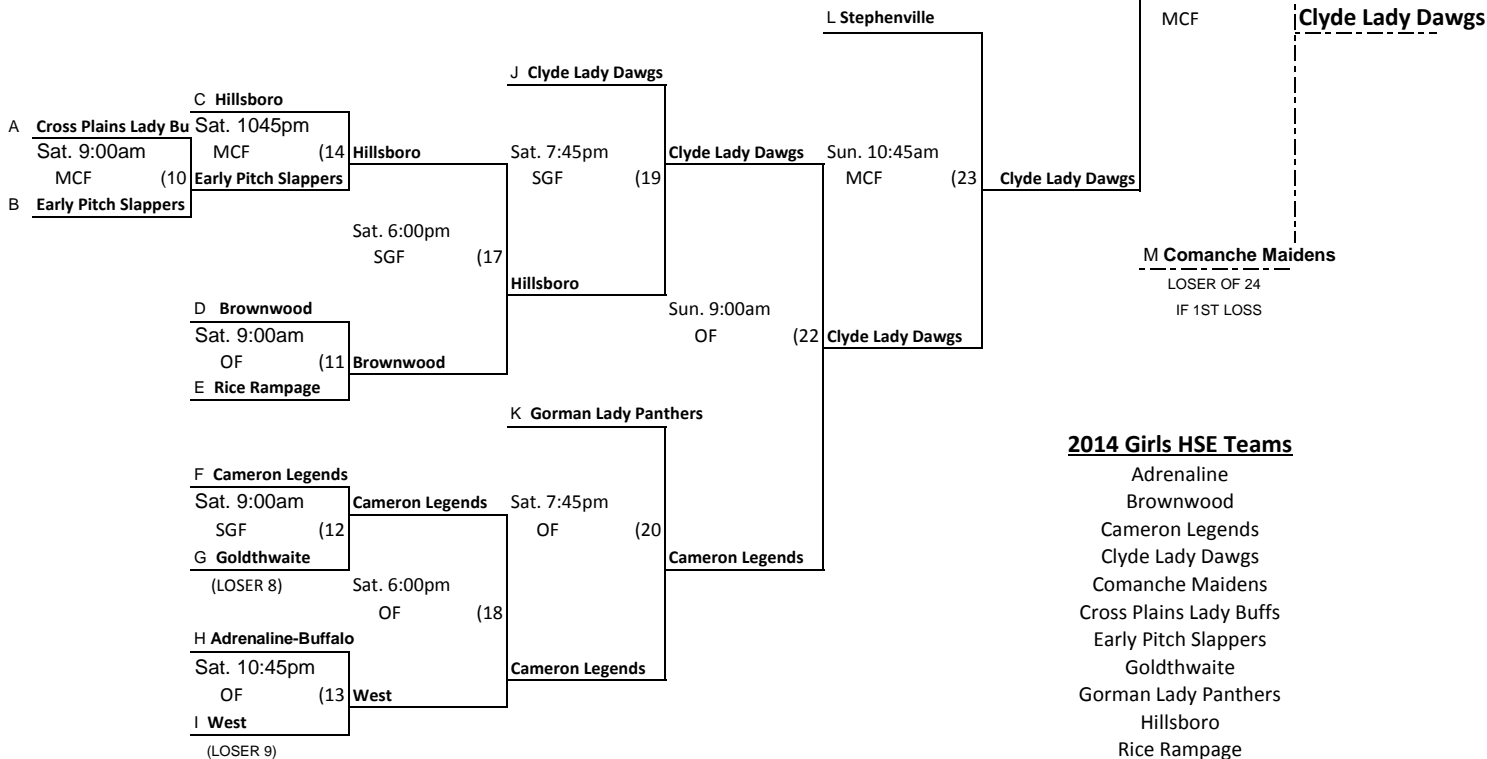 L Stephenville
MCF
Clyde Lady Dawgs
J Clyde Lady Dawgs
C Hillsboro
A Cross Plains Lady Bu
Sat. 1045pm
Sat. 9:00am
MCF (14
Hillsboro
Sat. 7:45pm
Clyde Lady Dawgs
Sun. 10:45am
MCF (10
Early Pitch Slappers
SGF (19
MCF (23
Clyde Lady Dawgs
B Early Pitch Slappers
Sat. 6:00pm
SGF (17
M Comanche Maidens
Hillsboro
LOSER OF 24
D Brownwood
Sun. 9:00am
IF 1ST LOSS
Sat. 9:00am
OF (22
Clyde Lady Dawgs
OF (11
Brownwood
E Rice Rampage
K Gorman Lady Panthers
2014 Girls HSE Teams
F Cameron Legends
Adrenaline
Sat. 9:00am
Cameron Legends
Sat. 7:45pm
Brownwood
SGF (12
OF (20
Cameron Legends
G Goldthwaite
Cameron Legends
Clyde Lady Dawgs
(LOSER 8)
Sat. 6:00pm
Comanche Maidens
OF (18
Cross Plains Lady Buffs
H Adrenaline-Buffalo
Early Pitch Slappers
Sat. 10:45pm
Cameron Legends
Goldthwaite
OF (13
West
Gorman Lady Panthers
I West
Hillsboro
(LOSER 9)
Rice Rampage